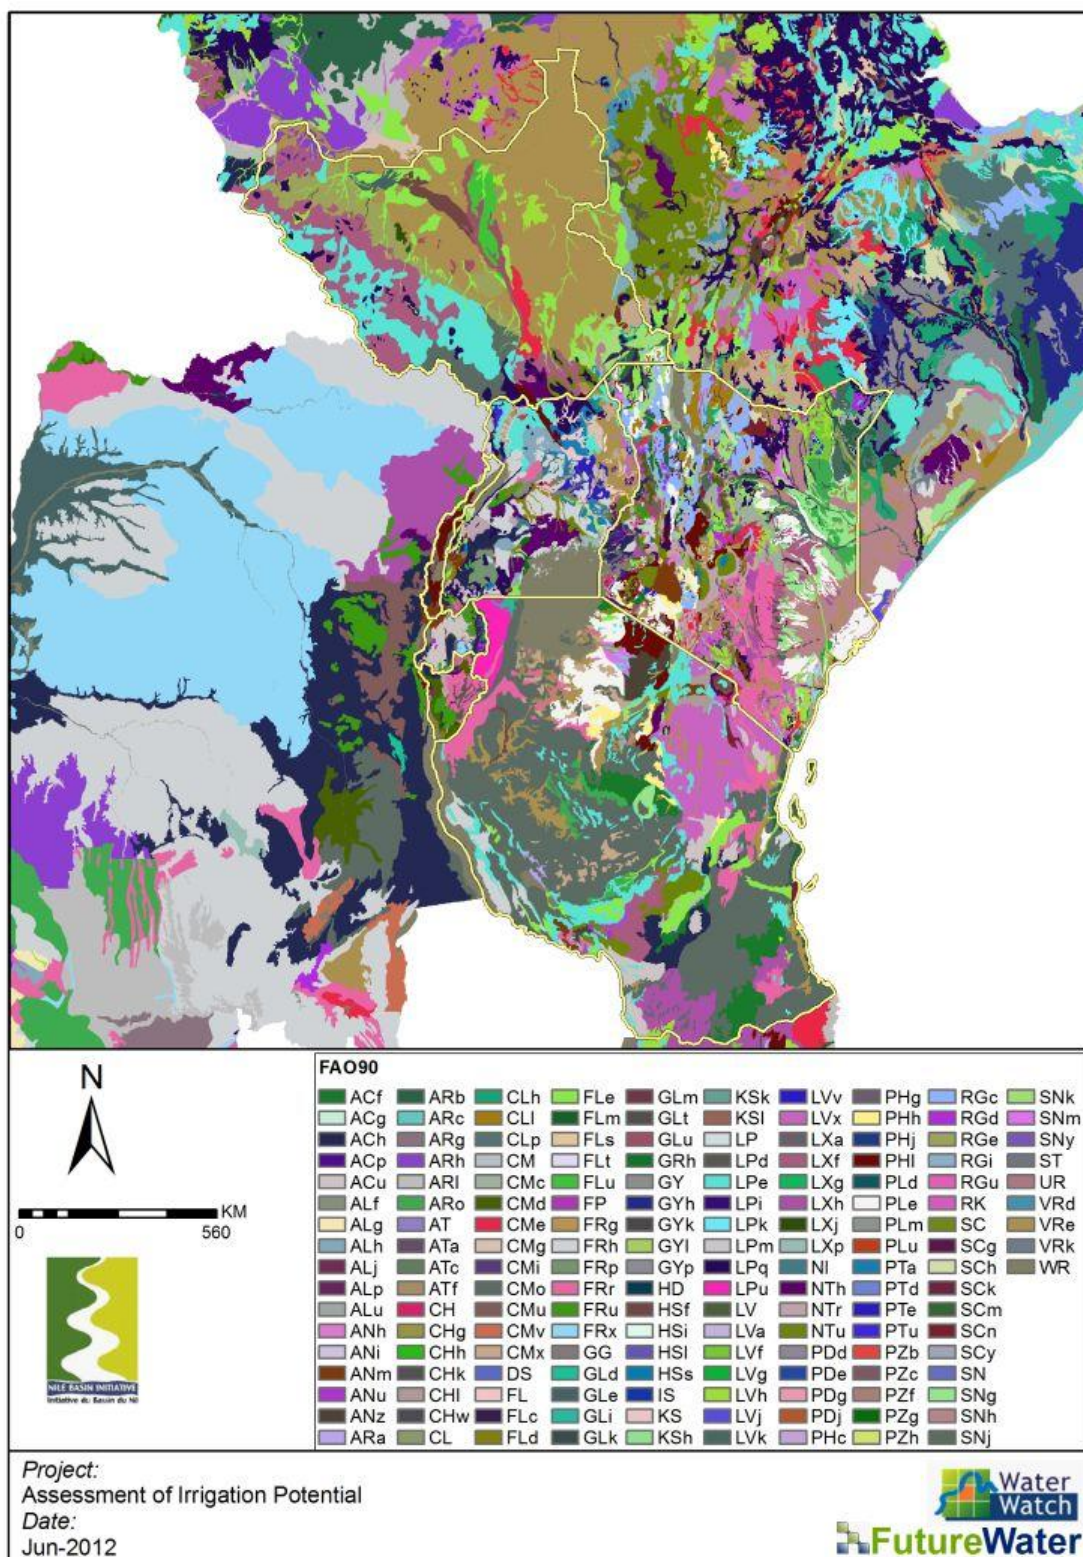 N
KM
0 560
NILE BASIN INITIATIVE
Initiative du Bassin du Nil
FAO90
ACf ARb CLh FLe GLm KSk LVv PHg RGc SNk
ACg ARc CLl FLm GLt KSl LVx PHh RGd SNm
ACh ARg CLp FLs GLu LP LXa PHj RGe SNy
ACp ARh CM FLt GRh LPd LXf PHl RGi ST
ACu ARl CMc FLu GY LPe LXg PLd RGu UR
ALf ARo CMd FP GYh LPi LXh PLe RK VRd
ALg AT CMe FRg GYk LPk LXj PLm SC VRe
ALh ATa CMg FRh GYl LPm LXp PLu SCg VRk
ALj ATc CMi FRp GYp LPq NI PTa SCh WR
ALp ATf CMo FRr HD LPu NTh PTd SCk
ALu CH CMu FRu HSf LV NTr PTe SCm
ANh CHg CMv FRx HSi LVa NTu PTu SCn
ANi CHh CMx GG HSl LVf PDd PZb SCy
ANm CHk DS GLd HSs LVg PDe PZc SN
ANu CHl FL GLe IS LVh PDg PZf SNg
ANz CHw FLc GLi KS LVj PDj PZg SNh
ARa CL FLd GLk KSh LVk PHc PZh SNj
Project:
Assessment of Irrigation Potential
Date:
Jun-2012
Water
Watch
FutureWater